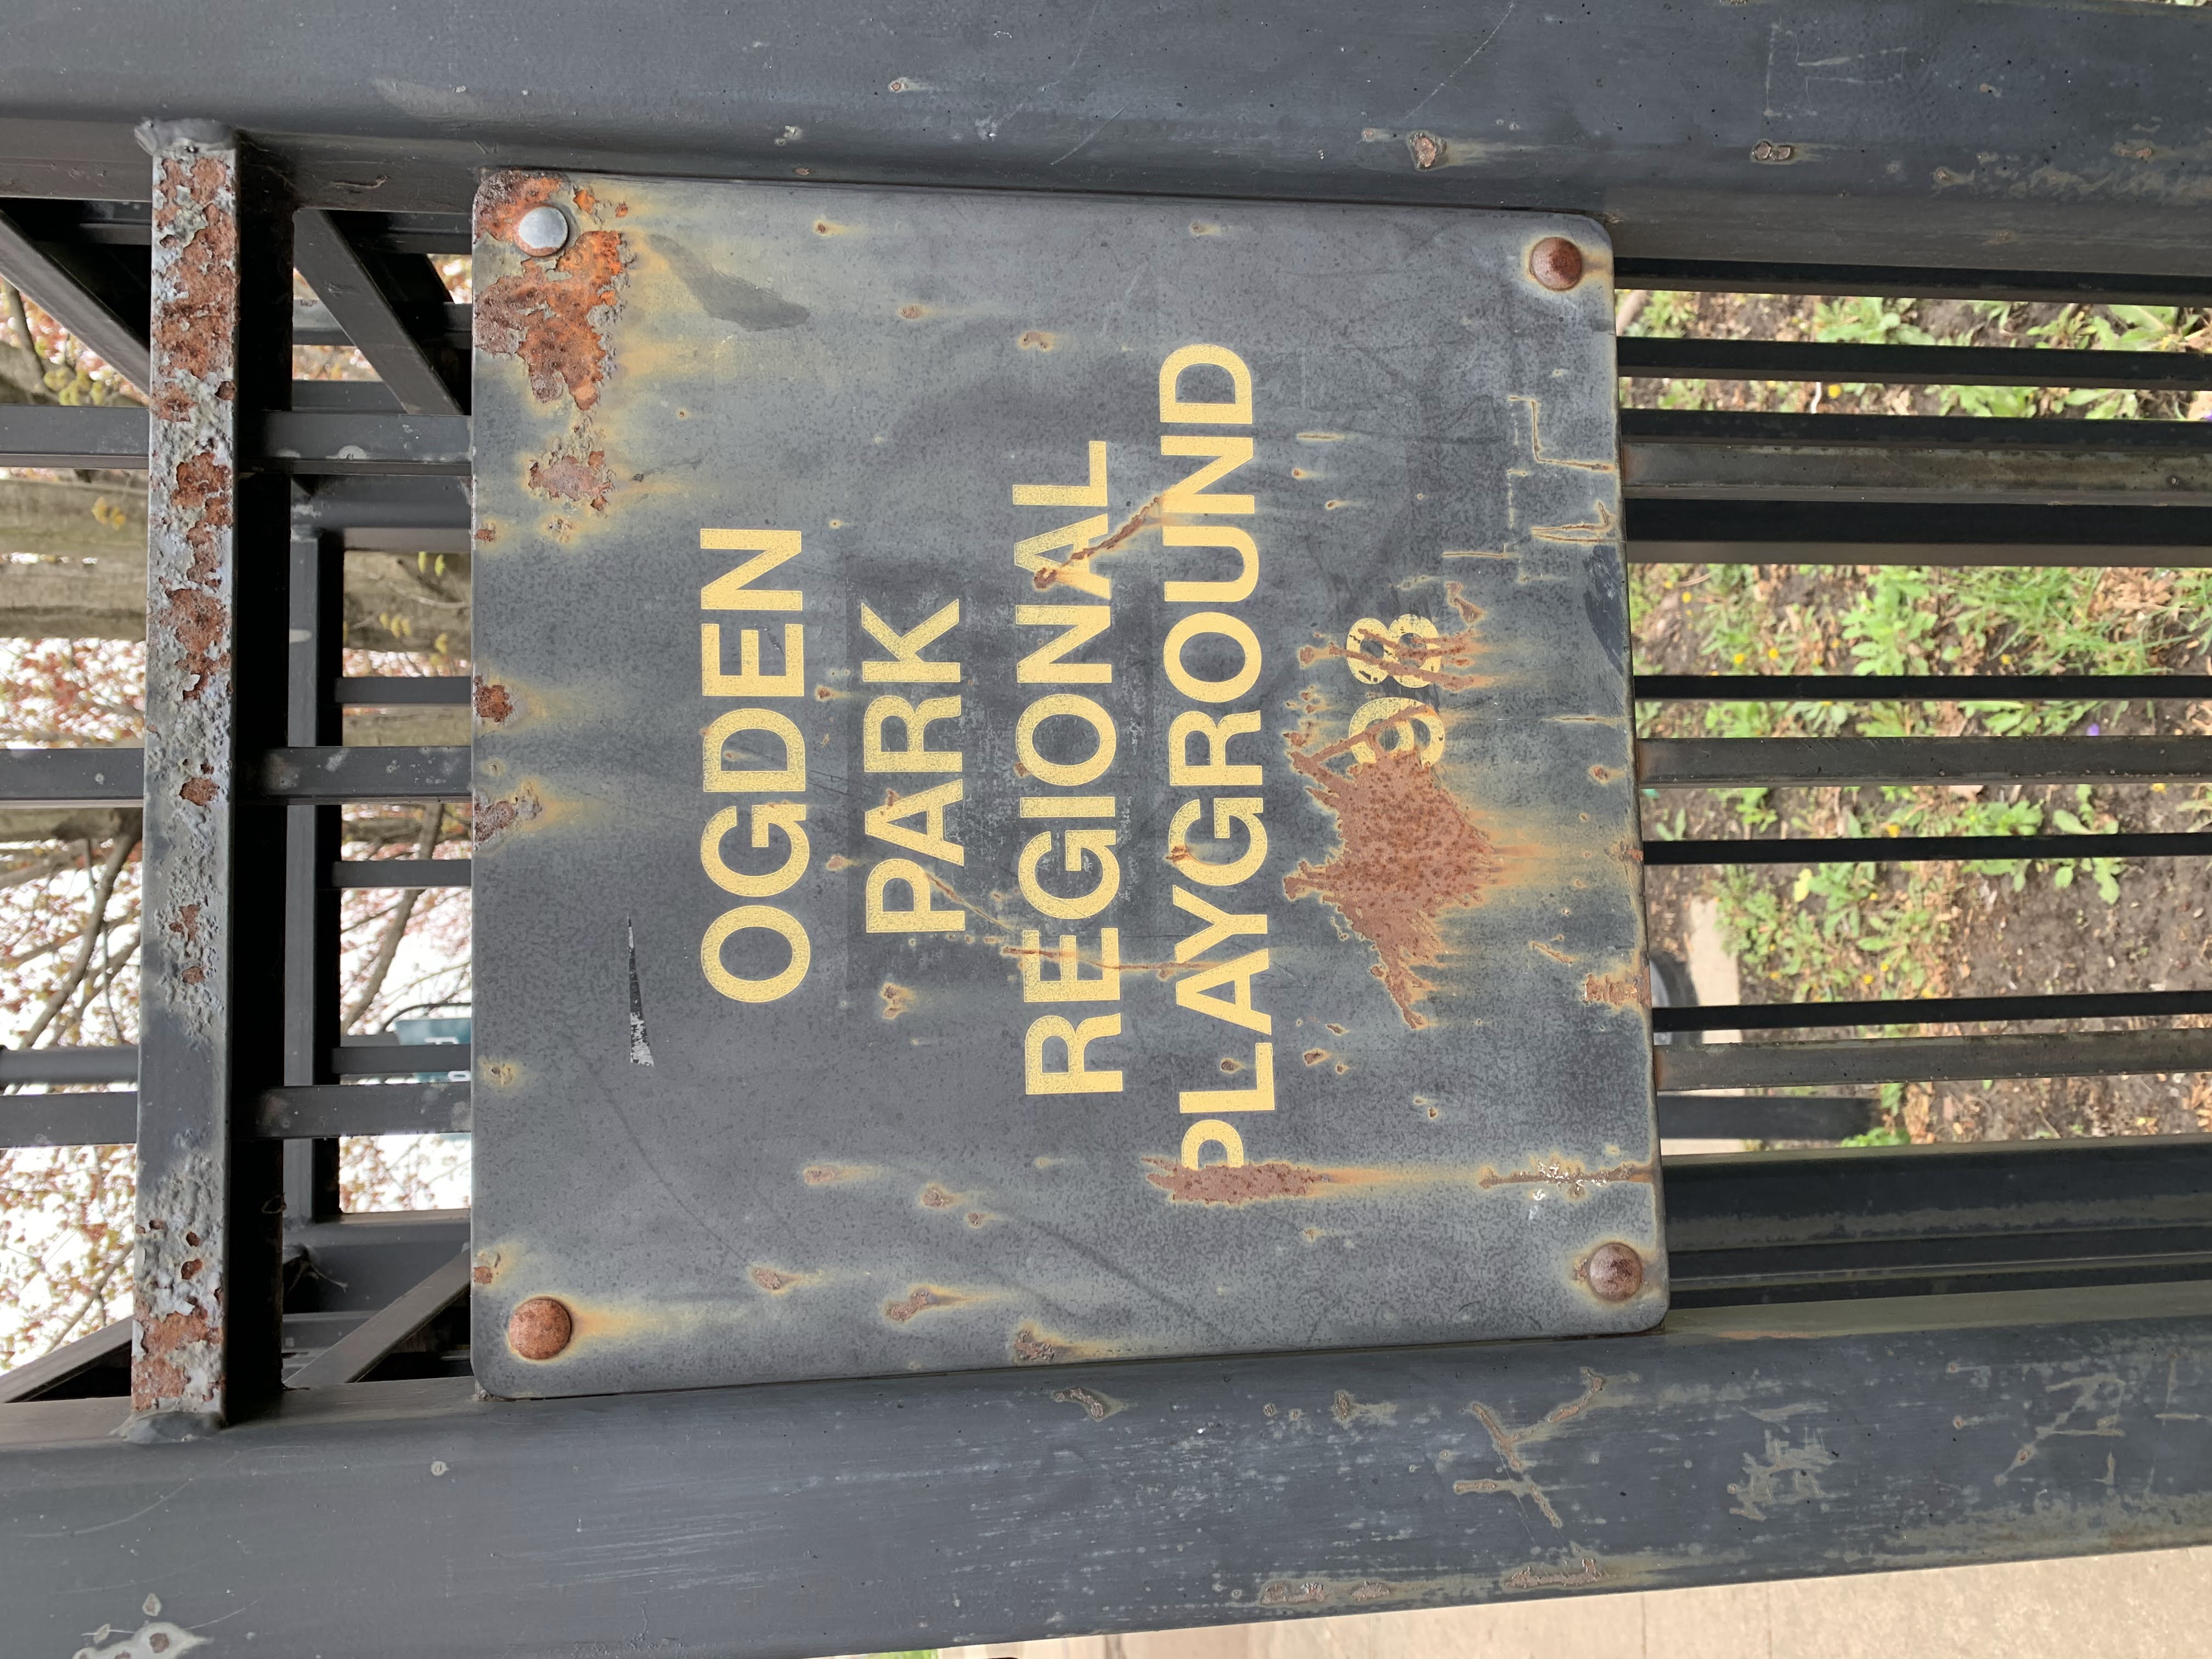 OGDEN
PARK
REGIONAL
PLAYGROUND
98